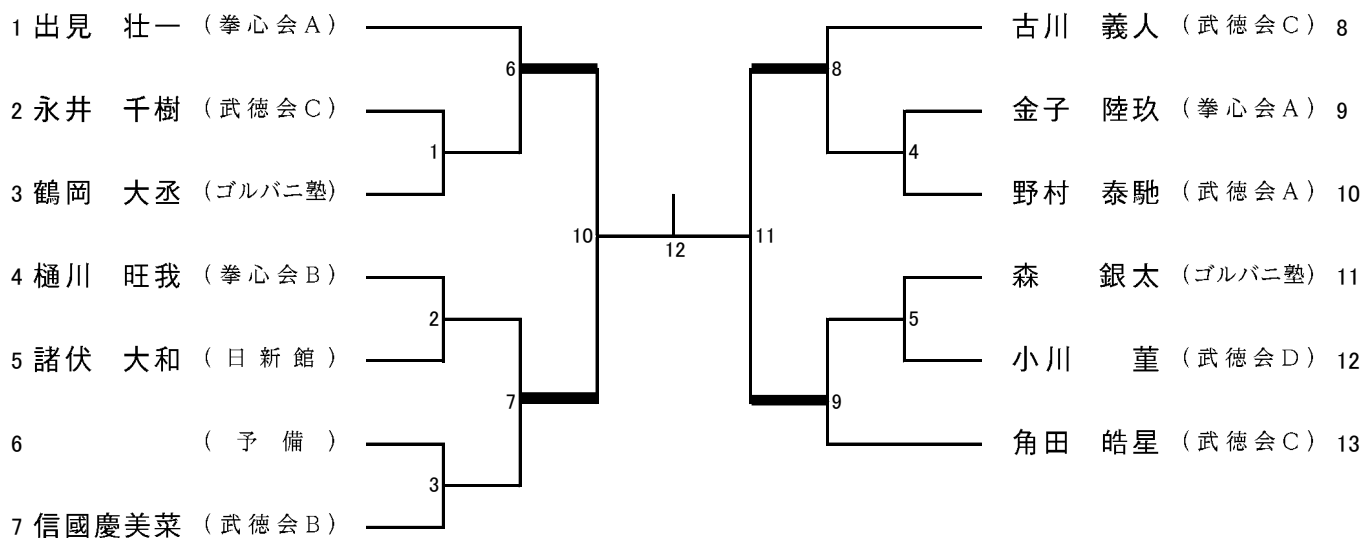 1 出見 壮一 (拳心会A)
6
2 永井 千樹 (武徳会C)
1
3 鶴岡 大丞 (ゴルバニ塾)
10
4 樋川 旺我 (拳心会B)
2
5 諸伏 大和 (日新館)
7
6 (予備)
3
7 信國慶美菜 (武徳会B)
12
古川 義人 (武徳会C) 8
8
金子 陸玖 (拳心会A) 9
4
野村 泰馳 (武徳会A) 10
11
森 銀太 (ゴルバニ塾) 11
5
小川 菫 (武徳会D) 12
9
角田 皓星 (武徳会C) 13